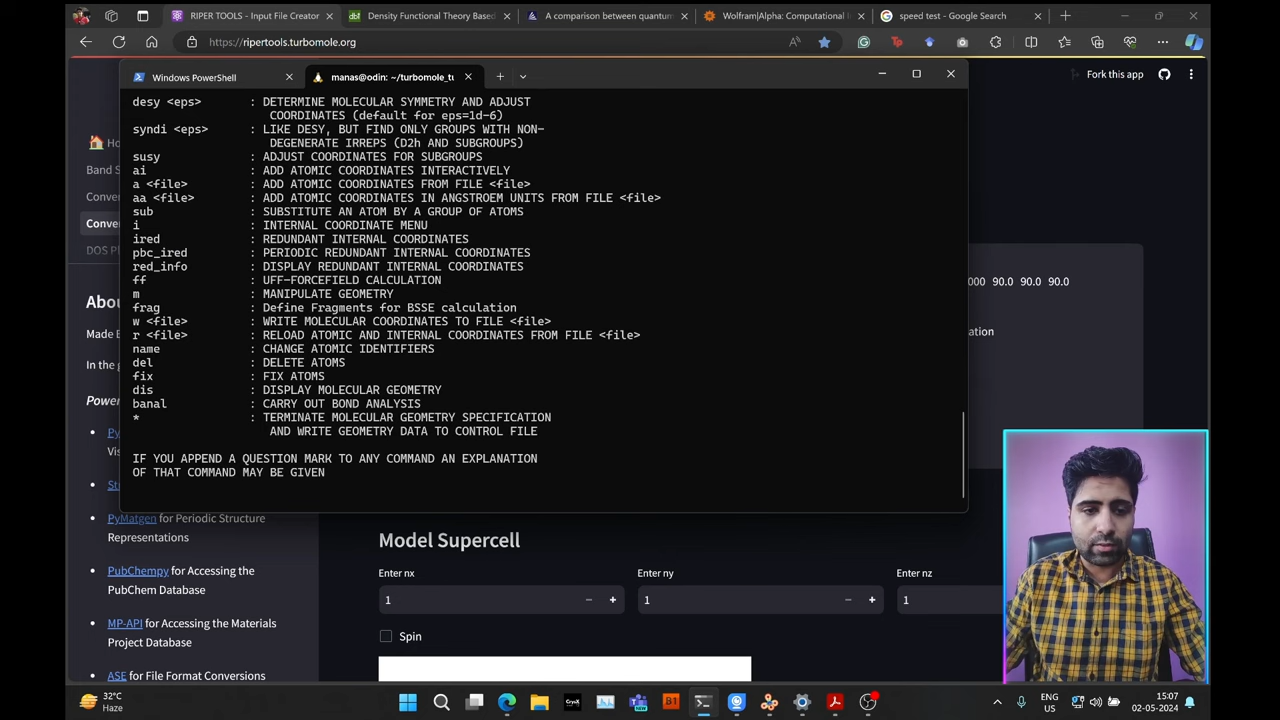 RIPER TOOLS - Input File Creator
Density Functional Theory Based
A comparison between quantum
Wolfram|Alpha: Computational I
speed test - Google Search
https://ripertools.turbomole.org
Windows PowerShell
manas@odin: ~/turbomole_tu
Fork this app
desy <eps> : DETERMINE MOLECULAR SYMMETRY AND ADJUST
COORDINATES (default for eps=1d-6)
syndi <eps> : LIKE DESY, BUT FIND ONLY GROUPS WITH NON-
DEGENERATE IRREPS (D2h AND SUBGROUPS)
susy : ADJUST COORDINATES FOR SUBGROUPS
ai : ADD ATOMIC COORDINATES INTERACTIVELY
a <file> : ADD ATOMIC COORDINATES FROM FILE <file>
aa <file> : ADD ATOMIC COORDINATES IN ANGSTROEM UNITS FROM FILE <file>
sub : SUBSTITUTE AN ATOM BY A GROUP OF ATOMS
i : INTERNAL COORDINATE MENU
ired : REDUNDANT INTERNAL COORDINATES
pbc_ired : PERIODIC REDUNDANT INTERNAL COORDINATES
red_info : DISPLAY REDUNDANT INTERNAL COORDINATES
ff : UFF-FORCEFIELD CALCULATION
m : MANIPULATE GEOMETRY
frag : Define Fragments for BSSE calculation
w <file> : WRITE MOLECULAR COORDINATES TO FILE <file>
r <file> : RELOAD ATOMIC AND INTERNAL COORDINATES FROM FILE <file>
name : CHANGE ATOMIC IDENTIFIERS
del : DELETE ATOMS
fix : FIX ATOMS
dis : DISPLAY MOLECULAR GEOMETRY
banal : CARRY OUT BOND ANALYSIS
* : TERMINATE MOLECULAR GEOMETRY SPECIFICATION
AND WRITE GEOMETRY DATA TO CONTROL FILE
IF YOU APPEND A QUESTION MARK TO ANY COMMAND AN EXPLANATION
OF THAT COMMAND MAY BE GIVEN
Ho
Band S
Conver
Conver
DOS Pl
Abou
Made B
In the g
Power
Py
Vis
St
PyMatgen for Periodic Structure
Representations
PubChempy for Accessing the
PubChem Database
MP-API for Accessing the Materials
Project Database
ASE for File Format Conversions
000 90.0 90.0 90.0
ation
Model Supercell
Enter nx
Enter ny
Enter nz
1 − +
1 − +
1
Spin
32°C
Haze
ENG
US
15:07
02-05-2024